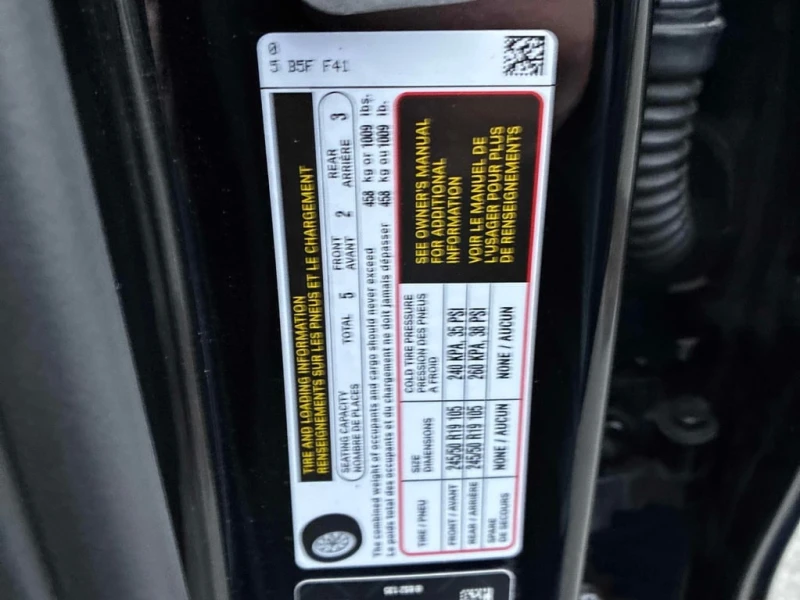 0
5 B5F F41
TIRE AND LOADING INFORMATION
RENSEIGNEMENTS SUR LES PNEUS ET LE CHARGEMENT
SEATING CAPACITY
NOMBRE DE PLACES
TOTAL 5
FRONT
AVANT 2
REAR
ARRIÈRE 3
The combined weight of occupants and cargo should never exceed 458 kg or 1009 lbs.
Le poids total des occupants et du chargement ne doit jamais dépasser 458 kg ou 1009 lb.
TIRE / PNEU
SIZE
DIMENSIONS
COLD TIRE PRESSURE
PRESSION DES PNEUS
A FROID
FRONT / AVANT 245/50 R19 105 240 KPA, 35 PSI
REAR / ARRIÈRE 245/50 R19 105 260 KPA, 38 PSI
SPARE
DE SECOURS
NONE / AUCUN NONE / AUCUN
SEE OWNER'S MANUAL
FOR ADDITIONAL
INFORMATION
VOIR LE MANUEL DE
L'USAGER POUR PLUS
DE RENSEIGNEMENTS